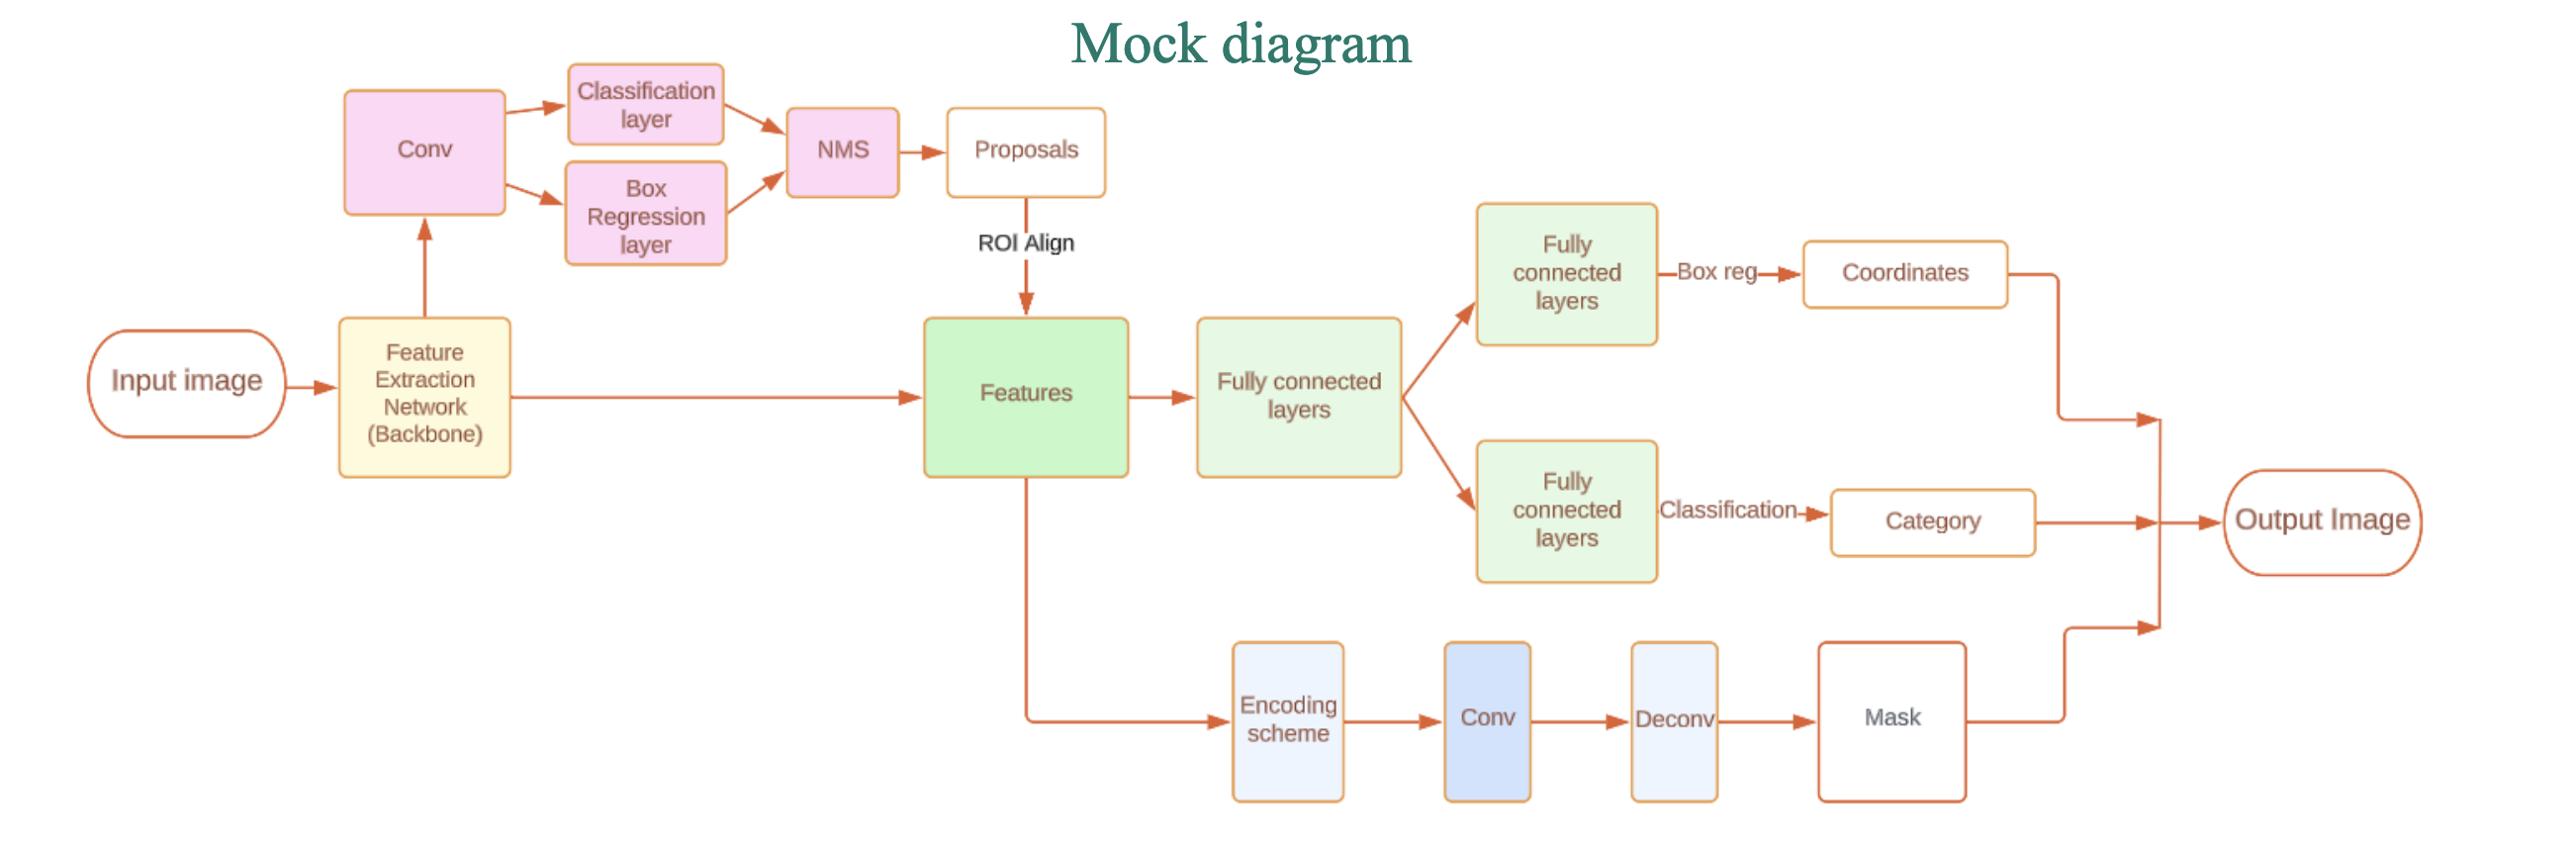 Mock diagram
Classification
layer
Conv
NMS
Proposals
Box
Regression
layer
ROI Align
Fully
connected
layers
Box reg
Coordinates
Input image
Feature
Extraction
Network
(Backbone)
Features
Fully connected
layers
Fully
connected
layers
Classification
Category
Output Image
Encoding
scheme
Conv
Deconv
Mask